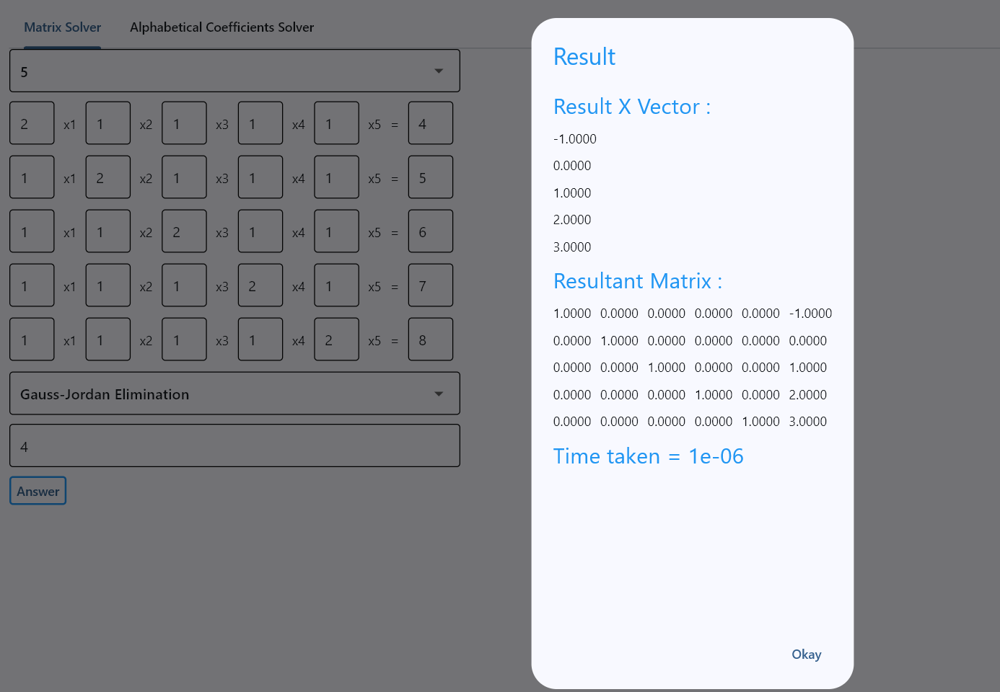 Matrix Solver Alphabetical Coefficients Solver
5
2 x1 1 x2 1 x3 1 x4 1 x5 = 4
1 x1 2 x2 1 x3 1 x4 1 x5 = 5
1 x1 1 x2 2 x3 1 x4 1 x5 = 6
1 x1 1 x2 1 x3 2 x4 1 x5 = 7
1 x1 1 x2 1 x3 1 x4 2 x5 = 8
Gauss-Jordan Elimination
4
Answer
Result
Result X Vector :
-1.0000
0.0000
1.0000
2.0000
3.0000
Resultant Matrix :
1.0000 0.0000 0.0000 0.0000 0.0000 -1.0000
0.0000 1.0000 0.0000 0.0000 0.0000 0.0000
0.0000 0.0000 1.0000 0.0000 0.0000 1.0000
0.0000 0.0000 0.0000 1.0000 0.0000 2.0000
0.0000 0.0000 0.0000 0.0000 1.0000 3.0000
Time taken = 1e-06
Okay